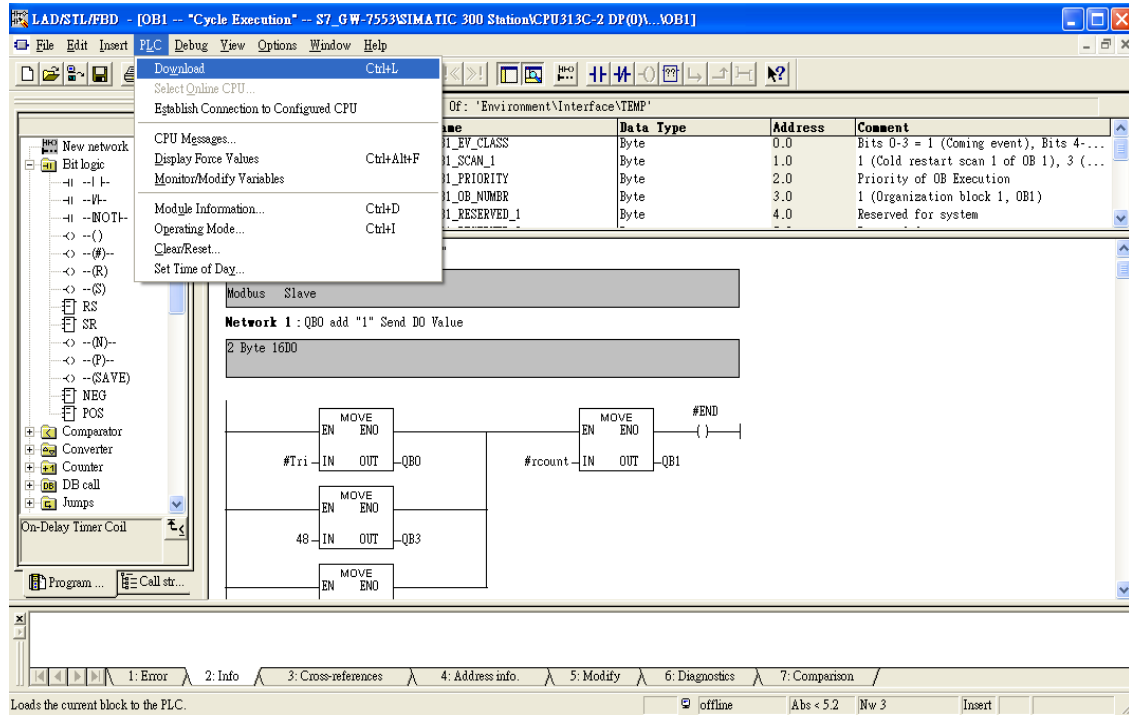 LAD/STL/FBD - [OB1 -- "Cycle Execution" -- S7_GW-7553\SIMATIC 300 Station\CPU313C-2 DP(0)\...\OB1]
File Edit Insert PLC Debug View Options Window Help
Download Ctrl+L
Select Online CPU...
Establish Connection to Configured CPU
CPU Messages...
Display Force Values Ctrl+Alt+F
Monitor/Modify Variables
Module Information... Ctrl+D
Operating Mode... Ctrl+I
Clear/Reset...
Set Time of Day...
Of: 'Environment\Interface\TEMP'
me Data Type Address Comment
1_EV_CLASS Byte 0.0 Bits 0-3 = 1 (Coming event), Bits 4-...
1_SCAN_1 Byte 1.0 1 (Cold restart scan 1 of OB 1), 3 (...
1_PRIORITY Byte 2.0 Priority of OB Execution
1_OB_NUMBR Byte 3.0 1 (Organization block 1, OB1)
1_RESERVED_1 Byte 4.0 Reserved for system
New network
Bit logic
--| |-
--|/|-
--|NOT|-
--( )
--(#)--
--(R)
--(S)
RS
SR
--(N)--
--(P)--
--(SAVE)
NEG
POS
Comparator
Converter
Counter
DB call
Jumps
On-Delay Timer Coil
Program ... Call str...
Modbus Slave
Network 1 : QB0 add "1" Send DO Value
2 Byte 16DO
MOVE MOVE #END
EN ENO EN ENO ( )
#Tri IN OUT QB0 #rcount IN OUT QB1
MOVE
EN ENO
48 IN OUT QB3
MOVE
EN ENO
1: Error 2: Info 3: Cross-references 4: Address info. 5: Modify 6: Diagnostics 7: Comparison
Loads the current block to the PLC. offline Abs < 5.2 Nw 3 Insert